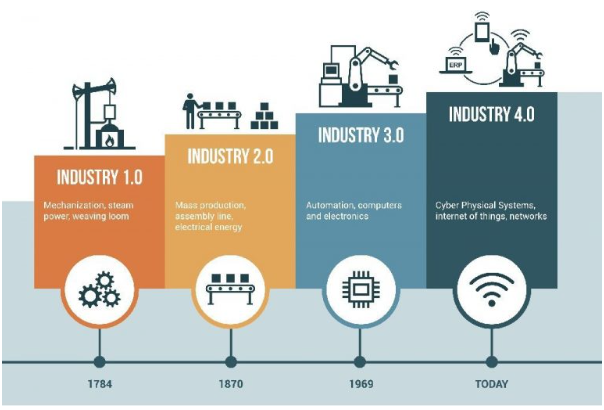 ERP
INDUSTRY 1.0
Mechanization, steam
power, weaving loom
INDUSTRY 2.0
Mass production,
assembly line,
electrical energy
INDUSTRY 3.0
Automation, computers
and electronics
INDUSTRY 4.0
Cyber Physical Systems,
internet of things, networks
1784
1870
1969
TODAY